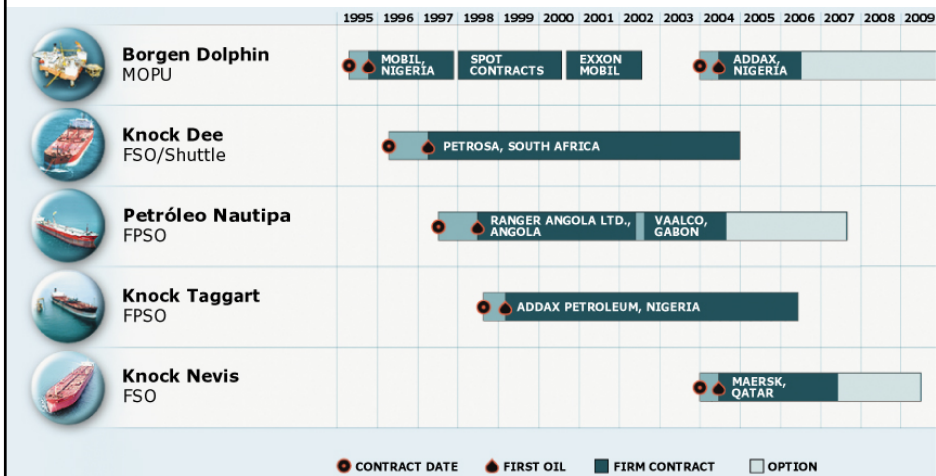 1995 1996 1997 1998 1999 2000 2001 2002 2003 2004 2005 2006 2007 2008 2009
Borgen Dolphin
MOPU
MOBIL,
NIGERIA
SPOT
CONTRACTS
EXXON
MOBIL
ADDAX,
NIGERIA
Knock Dee
FSO/Shuttle
PETROSA, SOUTH AFRICA
Petróleo Nautipa
FPSO
RANGER ANGOLA LTD.,
ANGOLA
VAALCO,
GABON
Knock Taggart
FPSO
ADDAX PETROLEUM, NIGERIA
Knock Nevis
FSO
MAERSK,
QATAR
CONTRACT DATE FIRST OIL FIRM CONTRACT OPTION